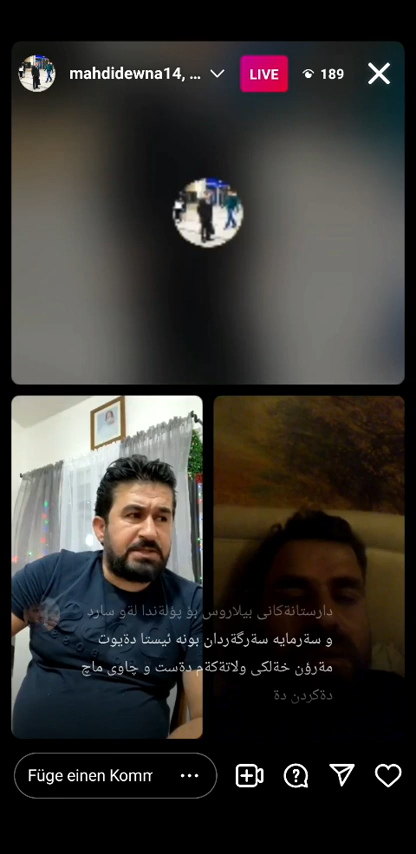 mahdidewna14, ...
LIVE
189
دارستانەکانی بیلاروس بۆ پۆلەندا لەو سارد
و سەرمایە سەرگەردان بونە ئیستا دەیوت
مەرۆن خەلکی ولاتەکەم دەست و چاوی ماچ
دەکردن دە
Füge einen Komm